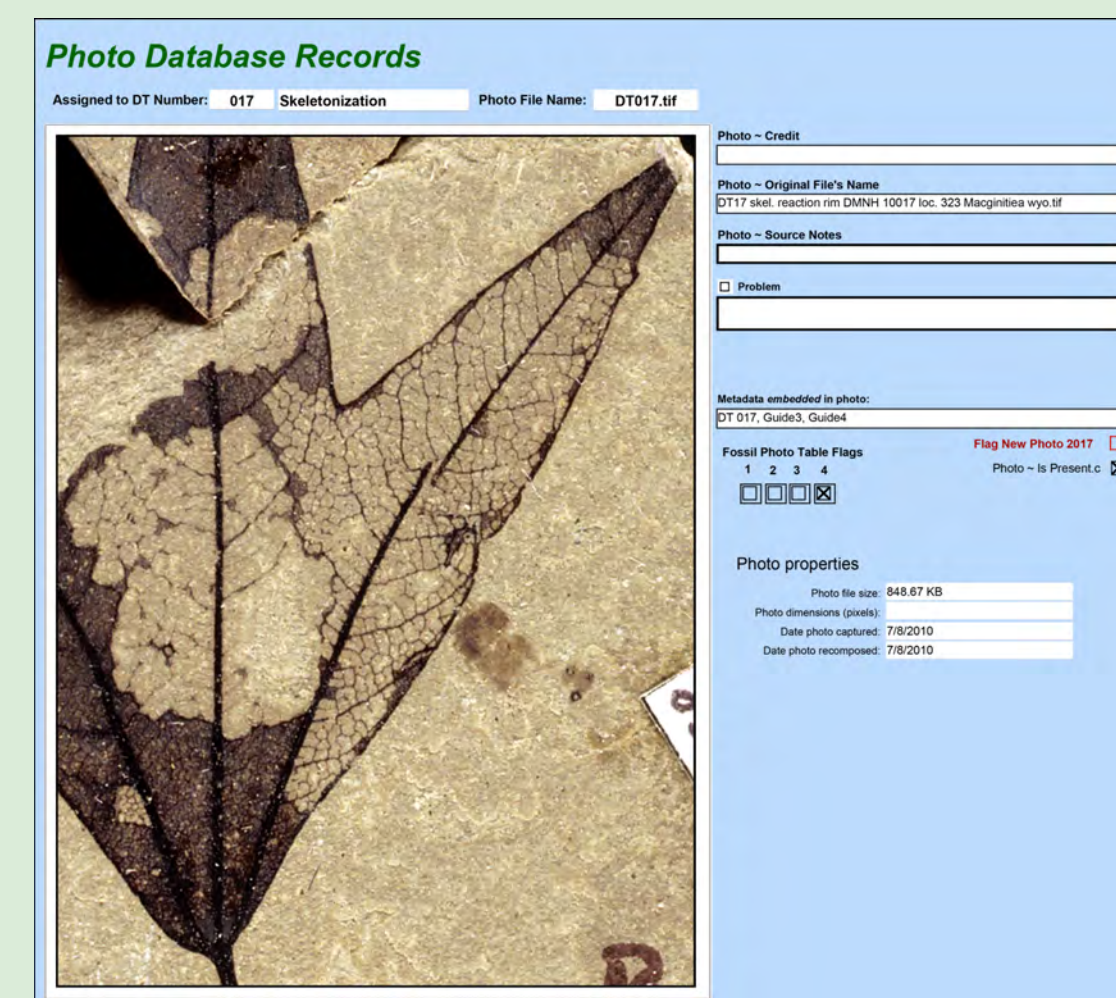 Photo Database Records
Assigned to DT Number: 017 Skeletonization Photo File Name: DT017.tif
Photo ~ Credit
Photo ~ Original File's Name
DT17 skel. reaction rim DMNH 10017 loc. 323 Macginitiea wyo.tif
Photo ~ Source Notes
Problem
Metadata embedded in photo:
DT 017, Guide3, Guide4
Flag New Photo 2017
Fossil Photo Table Flags
Photo ~ Is Present.c
1 2 3 4
Photo properties
Photo file size: 848.67 KB
Photo dimensions (pixels):
Date photo captured: 7/8/2010
Date photo recomposed: 7/8/2010